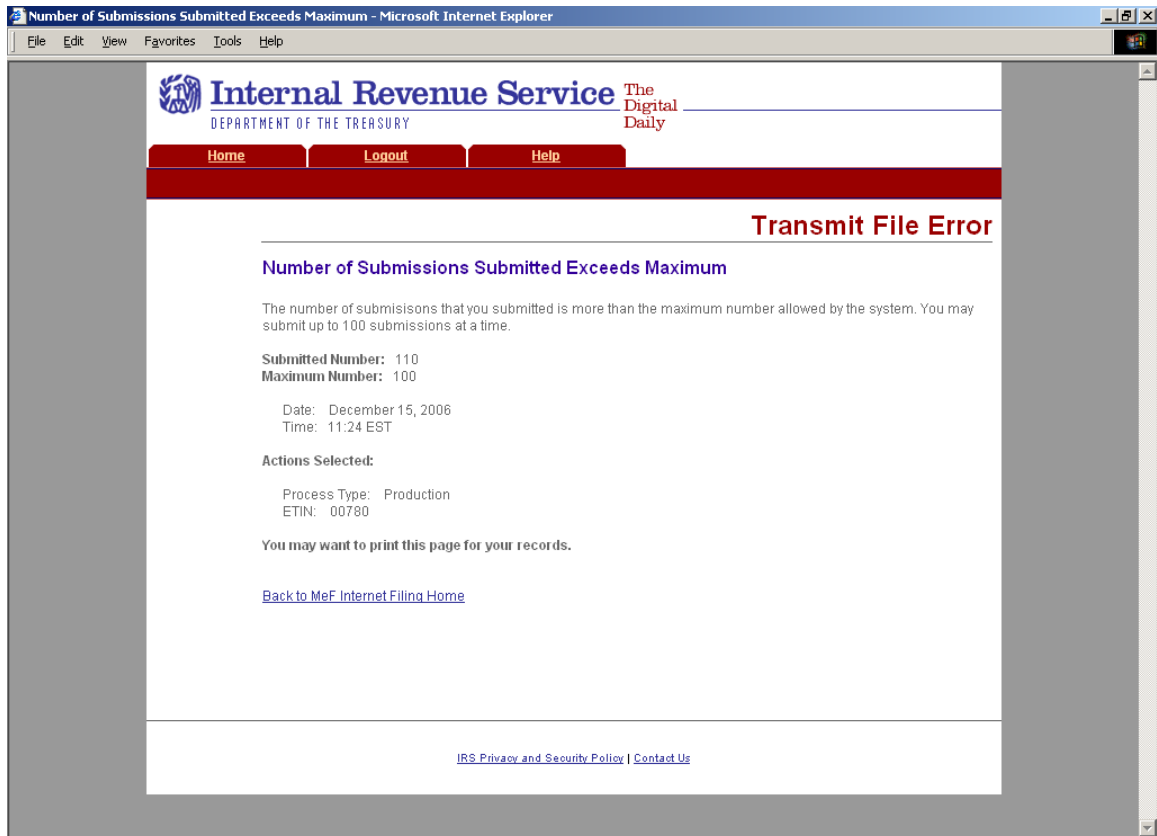 Number of Submissions Submitted Exceeds Maximum - Microsoft Internet Explorer
File Edit View Favorites Tools Help
Internal Revenue Service
DEPARTMENT OF THE TREASURY
The
Digital
Daily
Home Logout Help
Transmit File Error
Number of Submissions Submitted Exceeds Maximum
The number of submisisons that you submitted is more than the maximum number allowed by the system. You may
submit up to 100 submissions at a time.
Submitted Number: 110
Maximum Number: 100
Date: December 15, 2006
Time: 11:24 EST
Actions Selected:
Process Type: Production
ETIN: 00780
You may want to print this page for your records.
Back to MeF Internet Filing Home
IRS Privacy and Security Policy | Contact Us